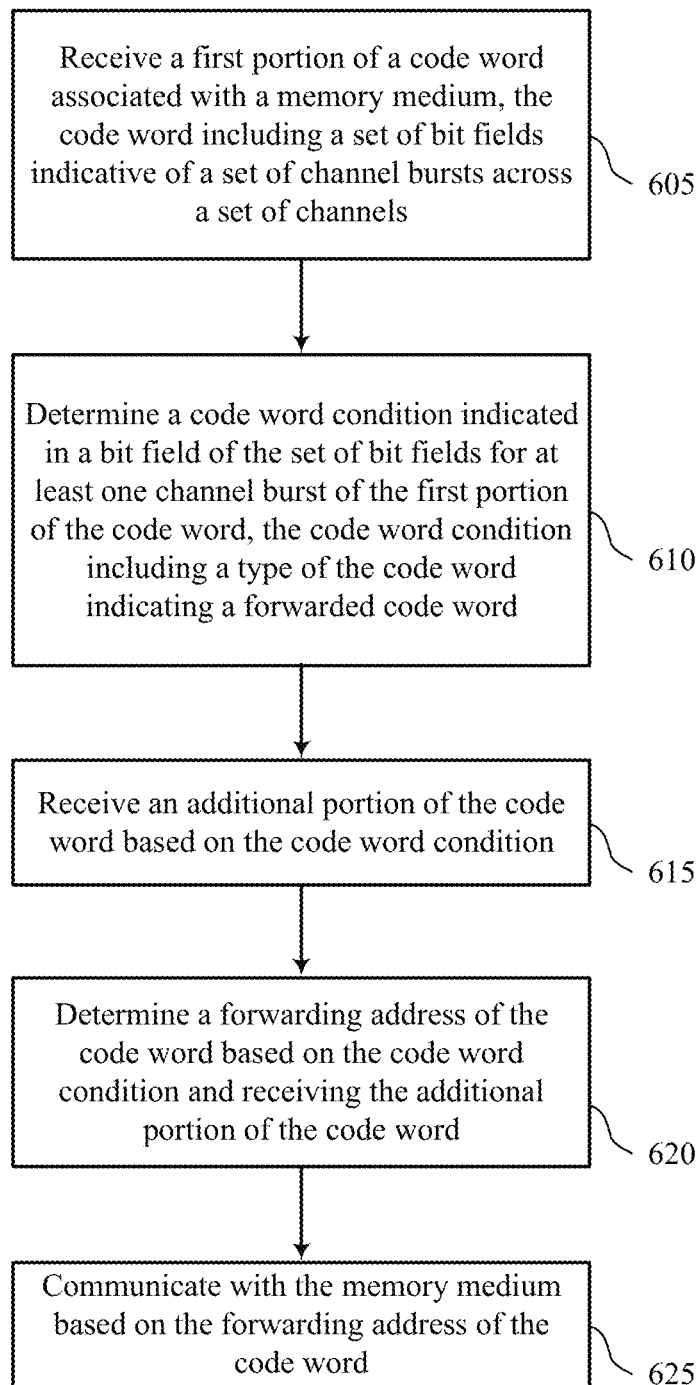 Receive a first portion of a code word
associated with a memory medium, the
code word including a set of bit fields
indicative of a set of channel bursts across
a set of channels
605
Determine a code word condition indicated
in a bit field of the set of bit fields for at
least one channel burst of the first portion
of the code word, the code word condition
including a type of the code word
indicating a forwarded code word
610
Receive an additional portion of the code
word based on the code word condition
615
Determine a forwarding address of the
code word based on the code word
condition and receiving the additional
portion of the code word
620
Communicate with the memory medium
based on the forwarding address of the
code word
625